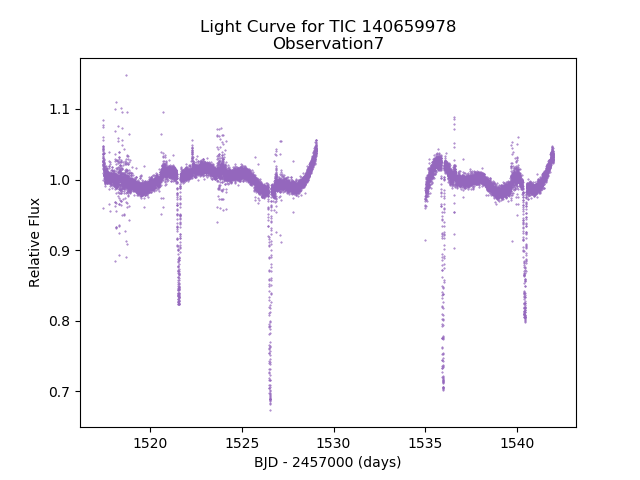 Light Curve for TIC 140659978
Observation7
Relative Flux
1.1
1.0
0.9
0.8
0.7
1520
1525
1530
1535
1540
BJD - 2457000 (days)